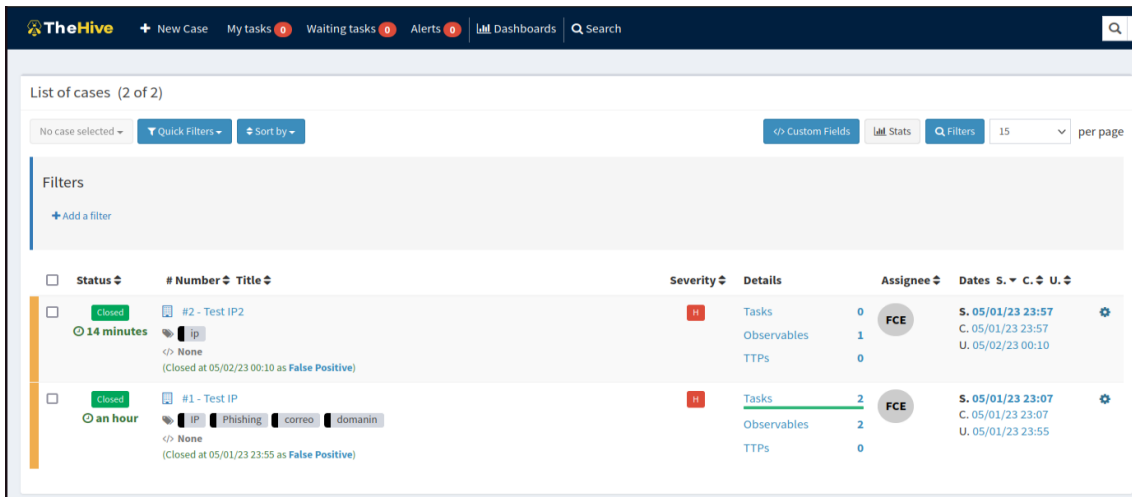 TheHive + New Case My tasks 0 Waiting tasks 0 Alerts 0 Dashboards Search
List of cases (2 of 2)
No case selected Quick Filters Sort by </> Custom Fields Stats Filters 15 per page
Filters
+ Add a filter
Status # Number Title Severity Details Assignee Dates S. C. U.
Closed #2 - Test IP2 H Tasks 0 FCE S. 05/01/23 23:57
14 minutes ip Observables 1 C. 05/01/23 23:57
</> None TTPs 0 U. 05/02/23 00:10
(Closed at 05/02/23 00:10 as False Positive)
Closed #1 - Test IP H Tasks 2 FCE S. 05/01/23 23:07
an hour IP Phishing correo domanin Observables 2 C. 05/01/23 23:07
</> None TTPs 0 U. 05/01/23 23:55
(Closed at 05/01/23 23:55 as False Positive)